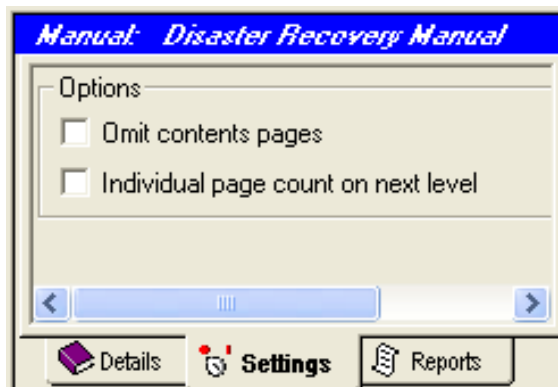 Manual: Disaster Recovery Manual
Options
Omit contents pages
Individual page count on next level
Details Settings Reports